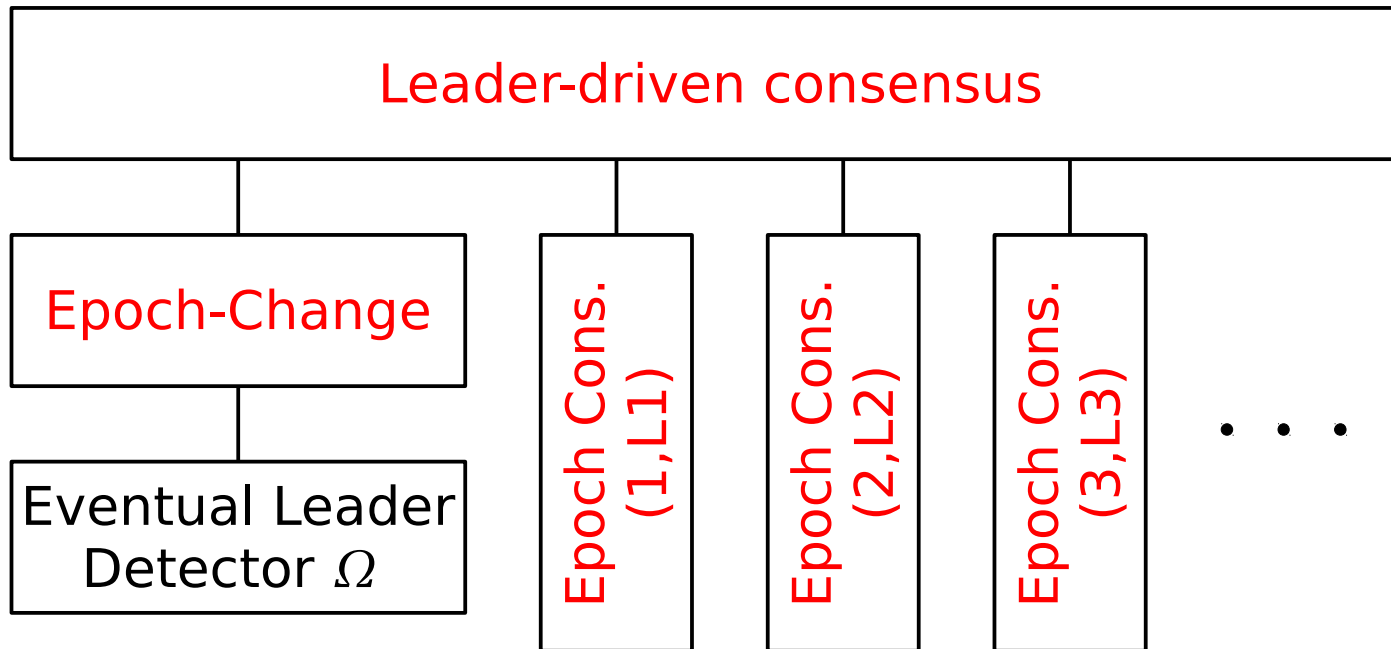 Leader-driven consensus
Epoch-Change
Eventual Leader
Detector Ω
Epoch Cons.
(1,L1)
Epoch Cons.
(2,L2)
Epoch Cons.
(3,L3)
. . .